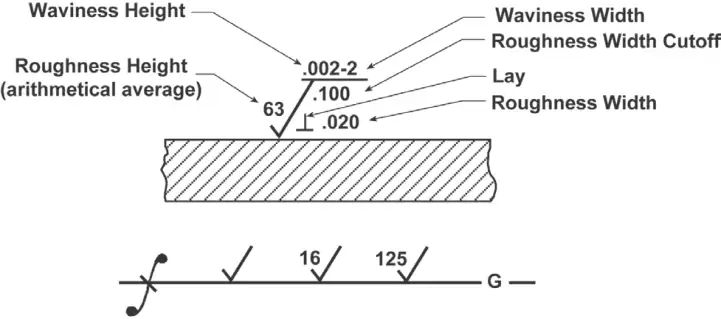 Waviness Height
Waviness Width
Roughness Width Cutoff
Roughness Height
(arithmetical average)
.002-2
Lay
63
.100
Roughness Width
.020
16
125
G